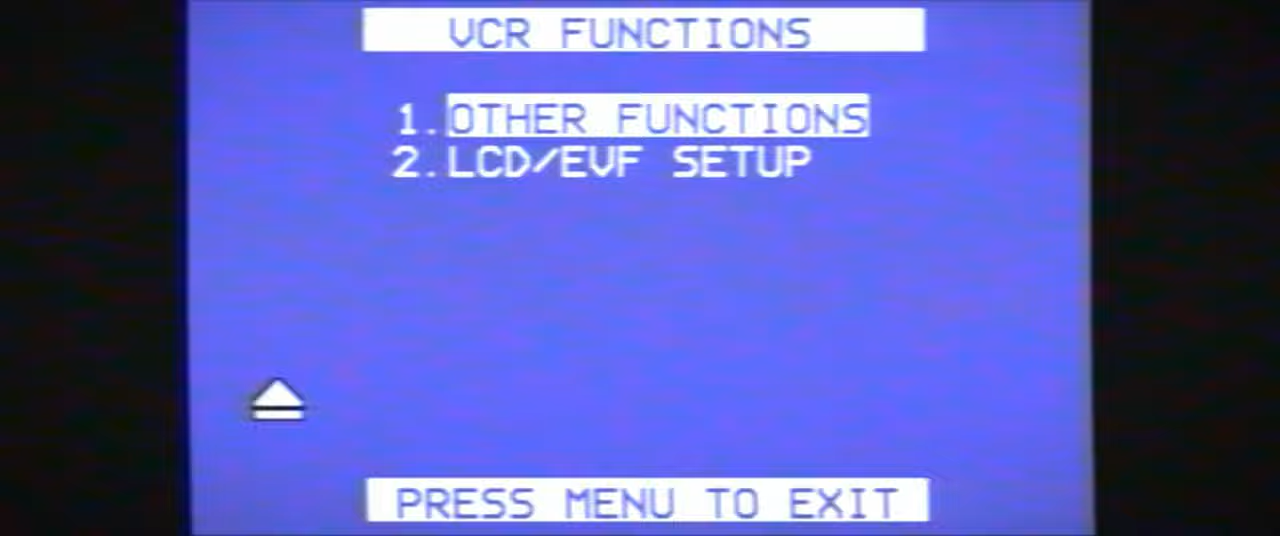 VCR FUNCTIONS
1.OTHER FUNCTIONS
2.LCD/EVF SETUP
PRESS MENU TO EXIT